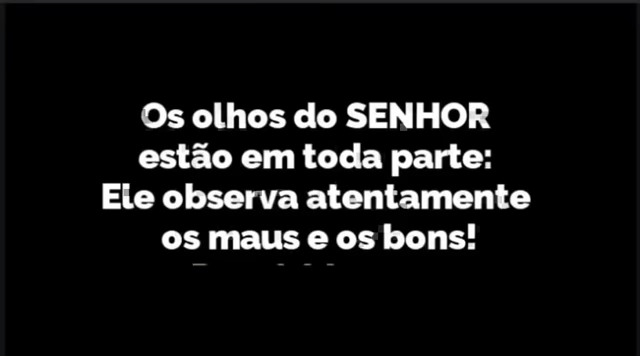 Os olhos do SENHOR
estão em toda parte:
Ele observa atentamente
os maus e os bons!